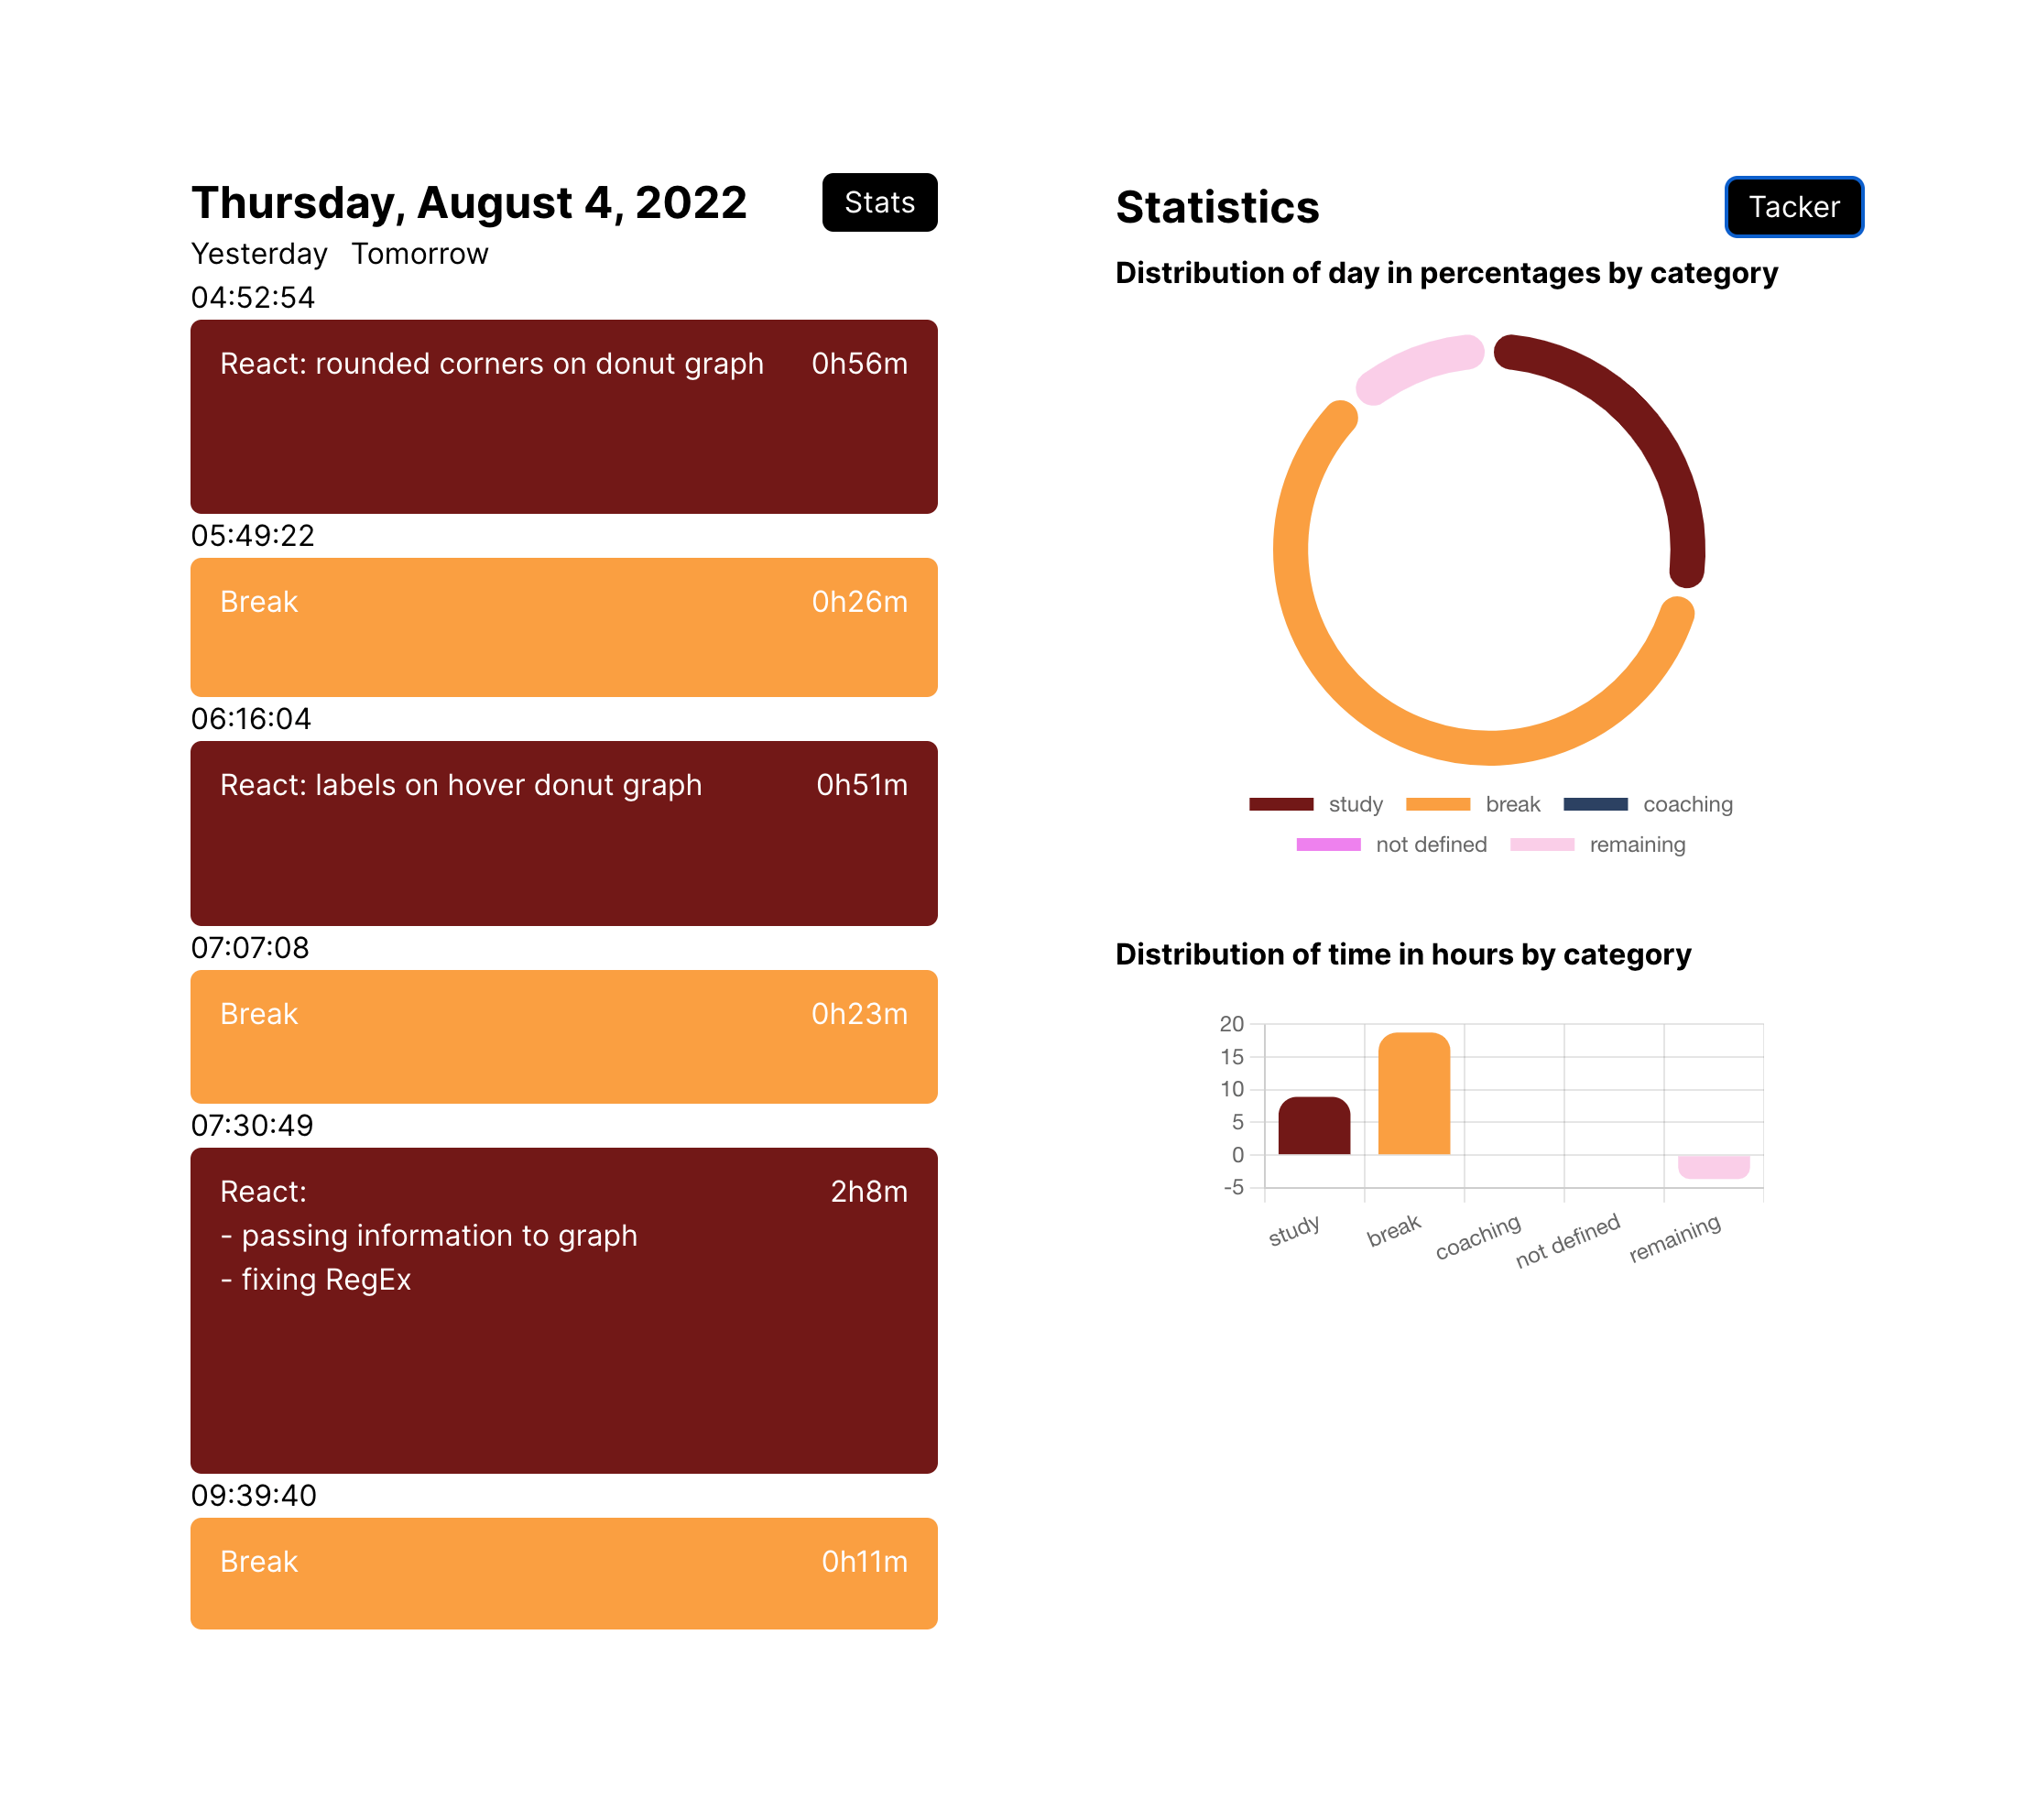 Thursday, August 4, 2022
Stats
Yesterday Tomorrow
04:52:54
React: rounded corners on donut graph 0h56m
05:49:22
Break 0h26m
06:16:04
React: labels on hover donut graph 0h51m
07:07:08
Break 0h23m
07:30:49
React: 2h8m
- passing information to graph
- fixing RegEx
09:39:40
Break 0h11m
Statistics
Tacker
Distribution of day in percentages by category
study break coaching
not defined remaining
Distribution of time in hours by category
20
15
10
5
0
-5
study break coaching not defined remaining